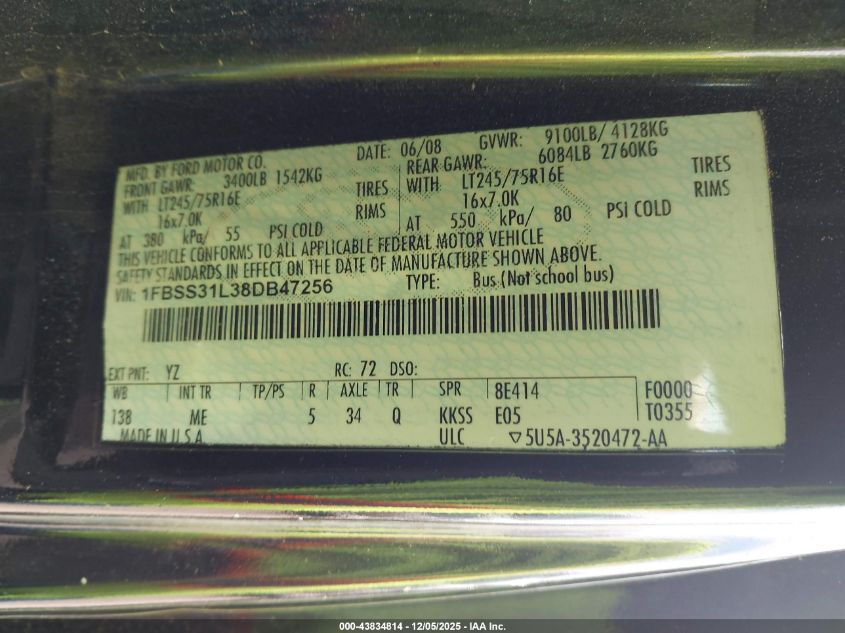 MFD. BY FORD MOTOR CO.
DATE: 06/08 GVWR: 9100LB/ 4128KG
FRONT GAWR: 3400LB 1542KG
REAR GAWR: 6084LB 2760KG
WITH LT245/75R16E TIRES
WITH LT245/75R16E TIRES
16x7.0K RIMS
16x7.0K RIMS
AT 380 kPa/ 55 PSI COLD
AT 550 kPa/ 80 PSI COLD
THIS VEHICLE CONFORMS TO ALL APPLICABLE FEDERAL MOTOR VEHICLE
SAFETY STANDARDS IN EFFECT ON THE DATE OF MANUFACTURE SHOWN ABOVE.
VIN: 1FBSS31L38DB47256 TYPE: Bus (Not school bus)
EXT PNT: YZ RC: 72 DSO:
WB INT TR TP/PS R AXLE TR SPR 8E414 F0000
138 ME 5 34 Q KKSS E05 T0355
MADE IN U.S.A. ULC ▽5U5A-3520472-AA
000-43834814 - 12/05/2025 - IAA Inc.